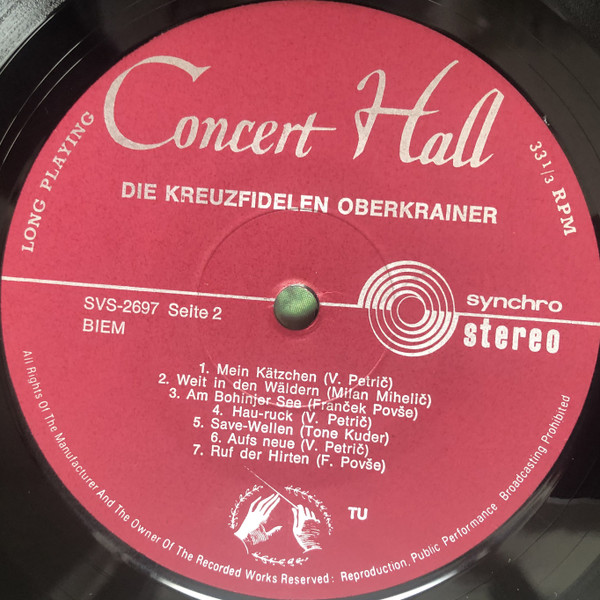 Concert Hall
LONG PLAYING
33 1/3 RPM
DIE KREUZFIDELEN OBERKRAINER
SVS-2697 Seite 2
BIEM
synchro
stereo
1. Mein Kätzchen (V. Petrič)
2. Weit in den Wäldern (Milan Mihelič)
3. Am Bohinjer See (Franček Povše)
4. Hau-ruck (V. Petrič)
5. Save-Wellen (Tone Kuder)
6. Aufs neue (V. Petrič)
7. Ruf der Hirten (F. Povše)
TU
All Rights Of The Manufacturer And The Owner Of The Recorded Works Reserved: Reproduction, Public Performance Broadcasting Prohibited